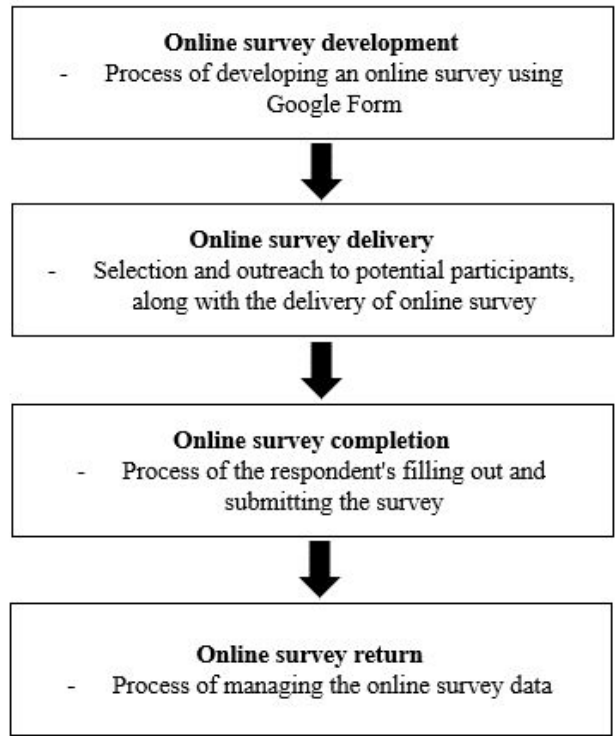 Online survey development
- Process of developing an online survey using
Google Form
Online survey delivery
- Selection and outreach to potential participants,
along with the delivery of online survey
Online survey completion
- Process of the respondent's filling out and
submitting the survey
Online survey return
- Process of managing the online survey data